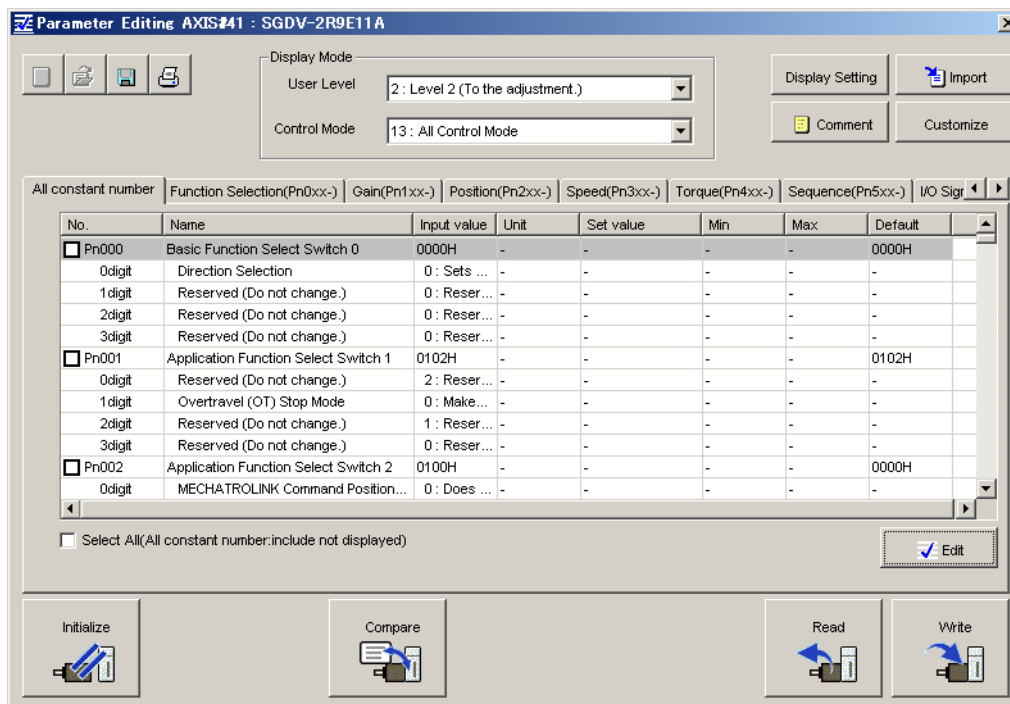 Parameter Editing AXIS#41 : SGDV-2R9E11A
Display Mode
User Level 2 : Level 2 (To the adjustment.)
Control Mode 13 : All Control Mode
Display Setting Import
Comment Customize
All constant number Function Selection(Pn0xx-) Gain(Pn1xx-) Position(Pn2xx-) Speed(Pn3xx-) Torque(Pn4xx-) Sequence(Pn5xx-) I/O Sigr
No. Name Input value Unit Set value Min Max Default
Pn000 Basic Function Select Switch 0 0000H - - - - 0000H
0digit Direction Selection 0 : Sets ... - - - - -
1digit Reserved (Do not change.) 0 : Reser... - - - - -
2digit Reserved (Do not change.) 0 : Reser... - - - - -
3digit Reserved (Do not change.) 0 : Reser... - - - - -
Pn001 Application Function Select Switch 1 0102H - - - - 0102H
0digit Reserved (Do not change.) 2 : Reser... - - - - -
1digit Overtravel (OT) Stop Mode 0 : Make... - - - - -
2digit Reserved (Do not change.) 1 : Reser... - - - - -
3digit Reserved (Do not change.) 0 : Reser... - - - - -
Pn002 Application Function Select Switch 2 0100H - - - - 0000H
0digit MECHATROLINK Command Position... 0 : Does ... - - - - -
Select All(All constant number:include not displayed)
Edit
Initialize Compare Read Write